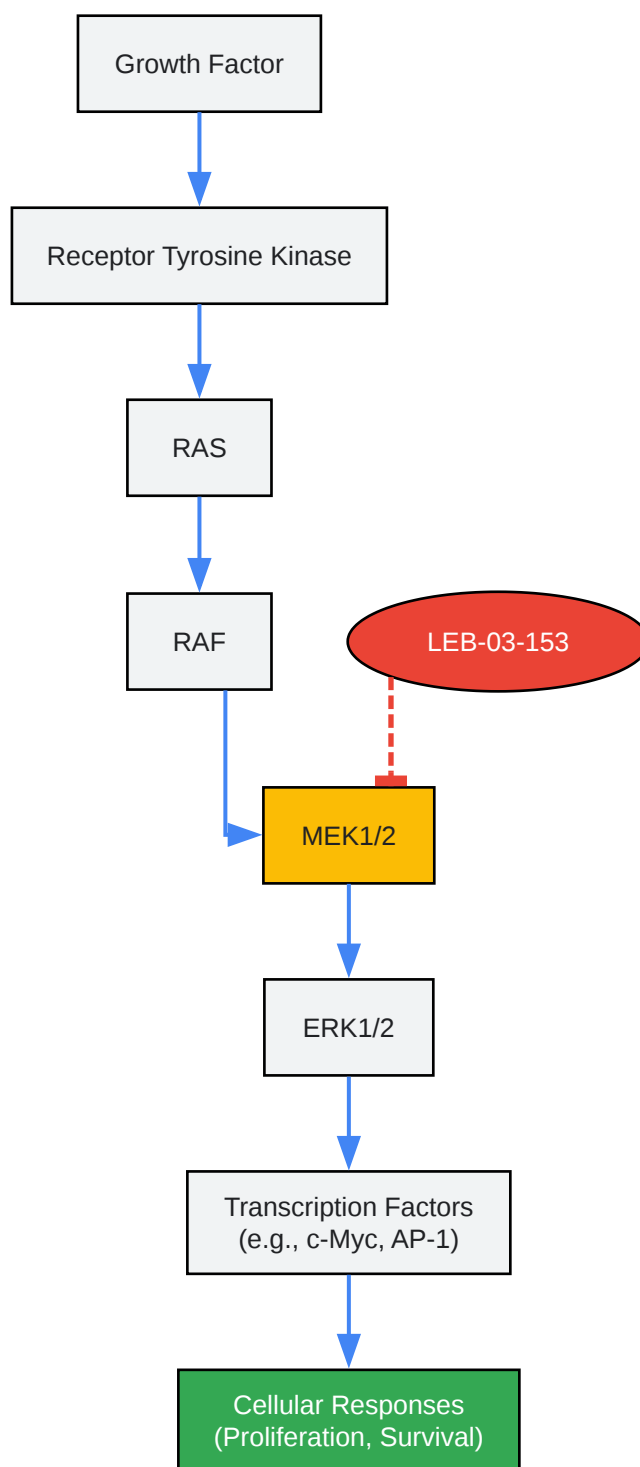 Growth Factor
Receptor Tyrosine Kinase
RAS
RAF
LEB-03-153
MEK1/2
ERK1/2
Transcription Factors
(e.g., c-Myc, AP-1)
Cellular Responses
(Proliferation, Survival)